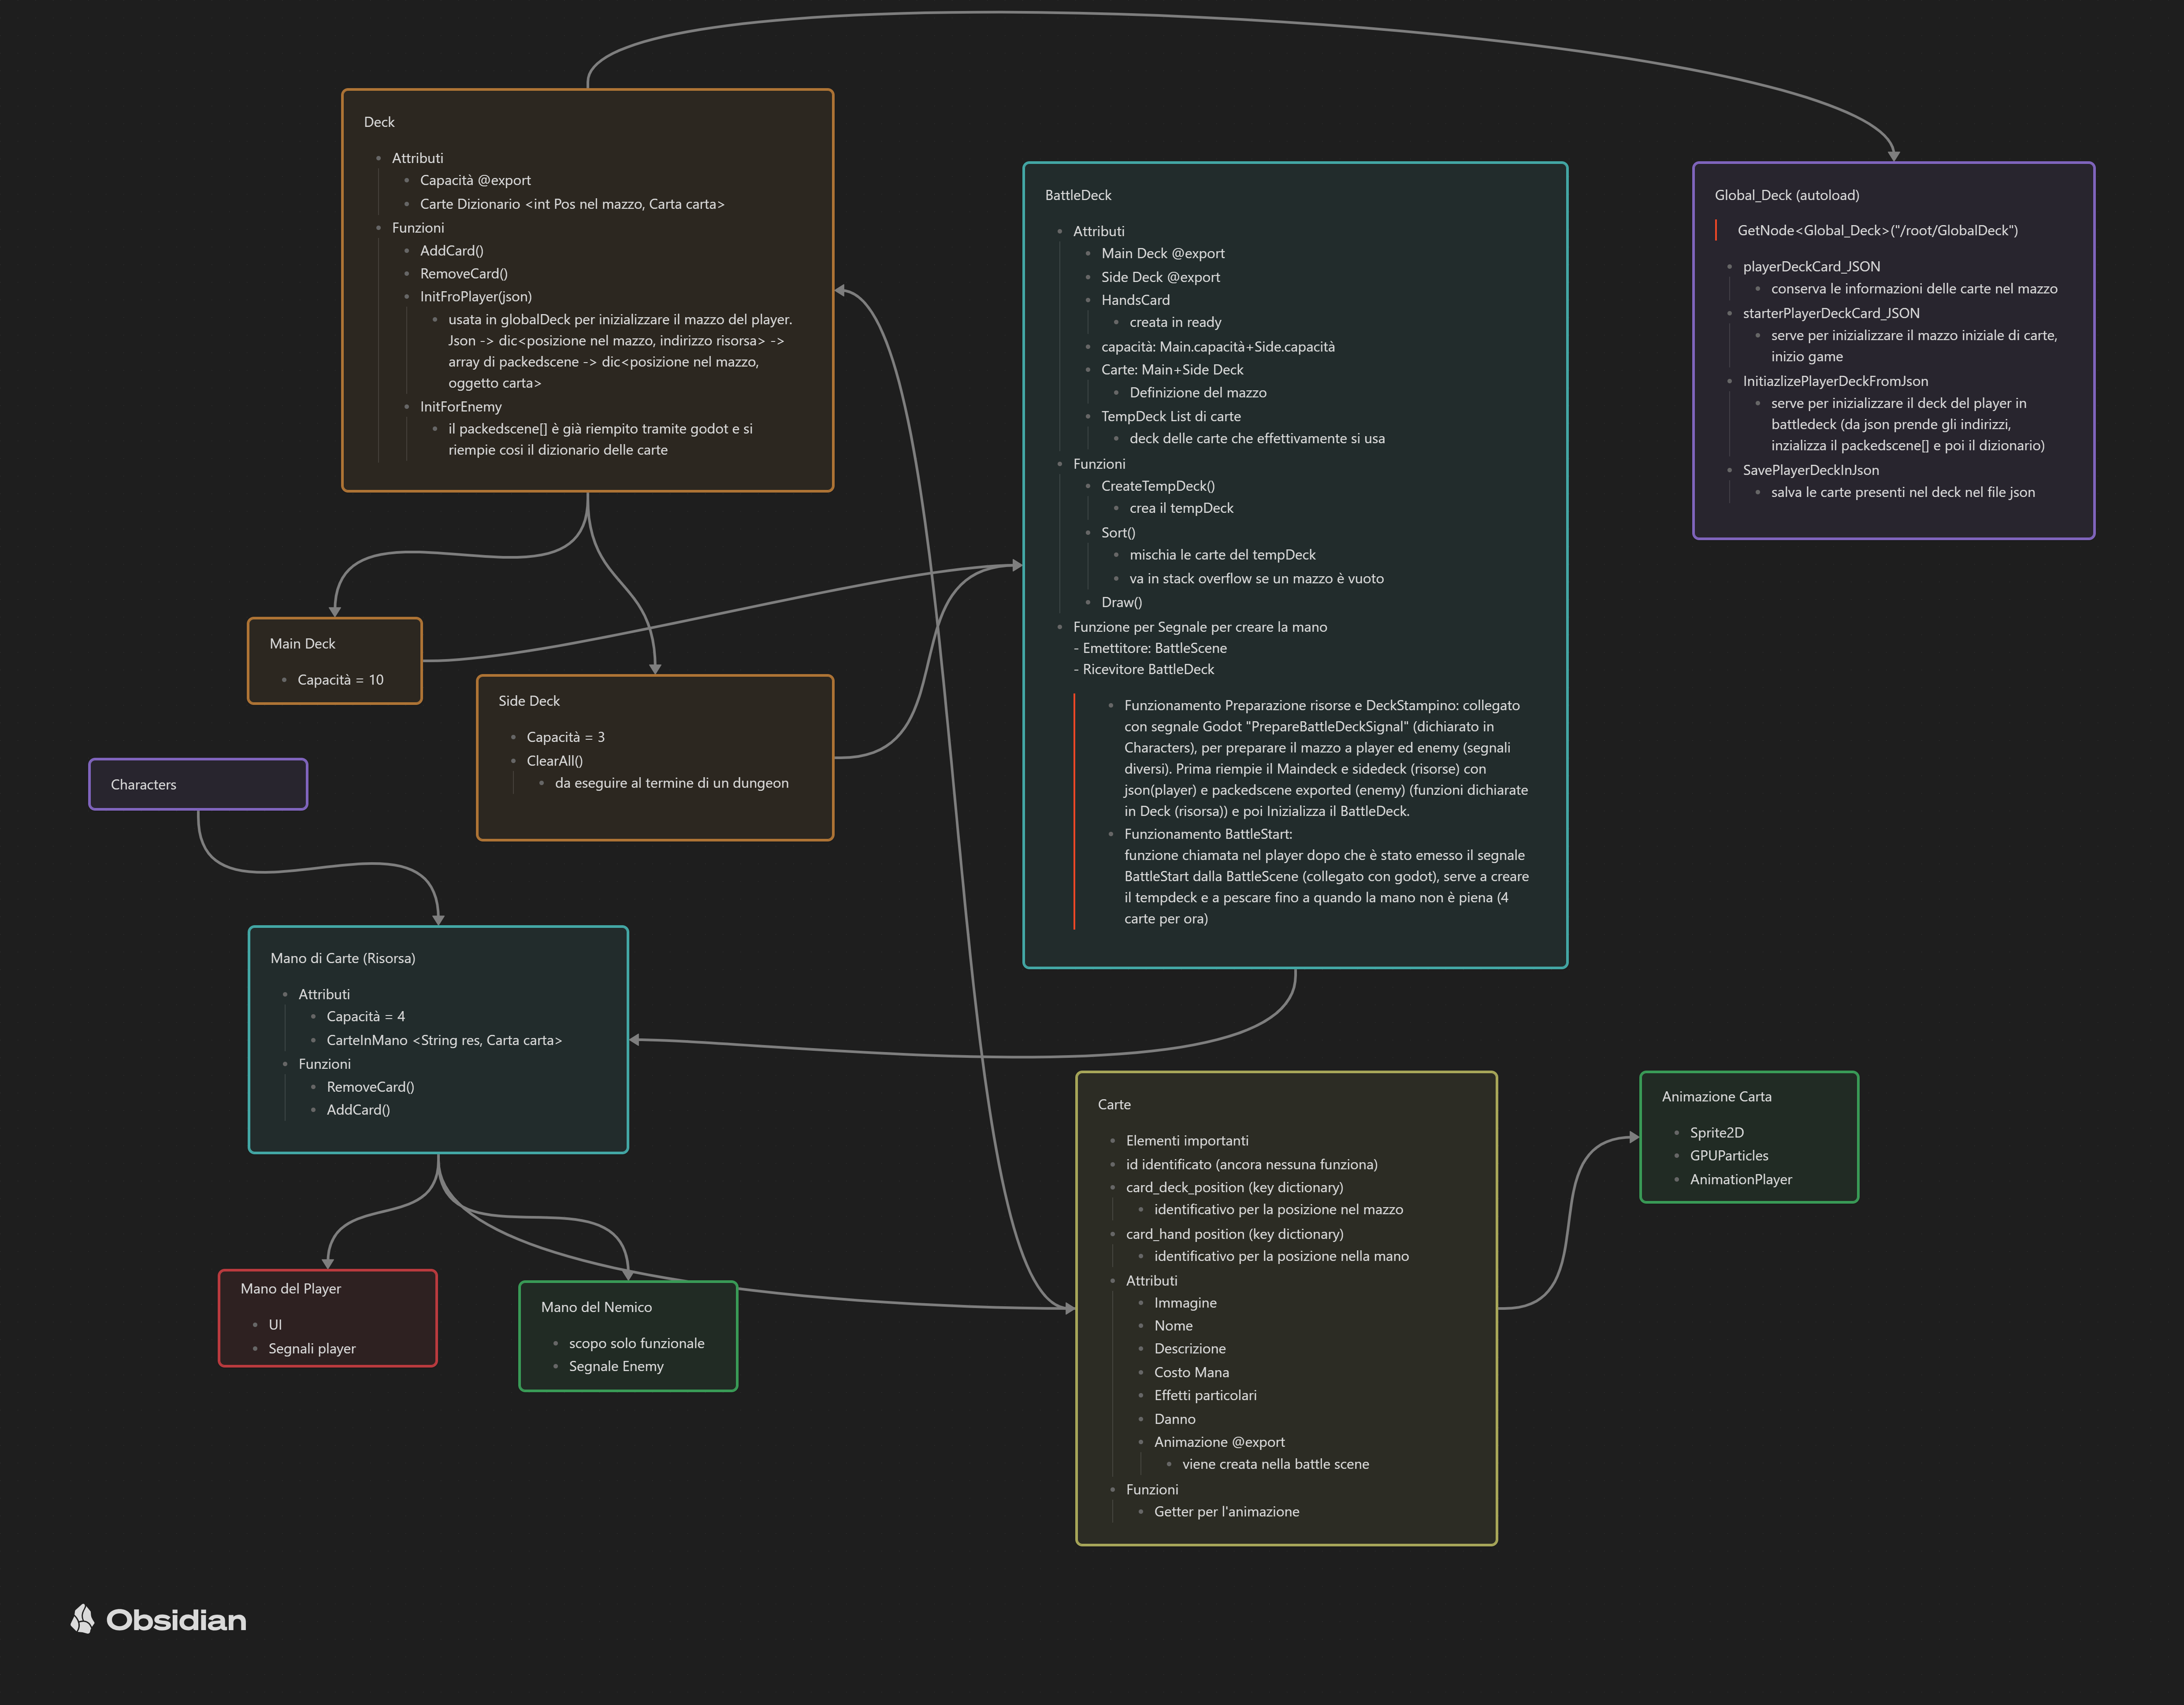 Deck
Attributi
Capacità @export
Carte Dizionario <int Pos nel mazzo, Carta carta>
Funzioni
AddCard()
RemoveCard()
InitFroPlayer(json)
usata in globalDeck per inizializzare il mazzo del player.
Json -> dic<posizione nel mazzo, indirizzo risorsa> ->
array di packedscene -> dic<posizione nel mazzo,
oggetto carta>
InitForEnemy
il packedscene[] è già riempito tramite godot e si
riempie cosi il dizionario delle carte
BattleDeck
Attributi
Main Deck @export
Side Deck @export
HandsCard
creata in ready
capacità: Main.capacità+Side.capacità
Carte: Main+Side Deck
Definizione del mazzo
TempDeck List di carte
deck delle carte che effettivamente si usa
Funzioni
CreateTempDeck()
crea il tempDeck
Sort()
mischia le carte del tempDeck
va in stack overflow se un mazzo è vuoto
Draw()
Funzione per Segnale per creare la mano
- Emettitore: BattleScene
- Ricevitore BattleDeck
Funzionamento Preparazione risorse e DeckStampino: collegato
con segnale Godot "PrepareBattleDeckSignal" (dichiarato in
Characters), per preparare il mazzo a player ed enemy (segnali
diversi). Prima riempie il Maindeck e sidedeck (risorse) con
json(player) e packedscene exported (enemy) (funzioni dichiarate
in Deck (risorsa)) e poi Inizializza il BattleDeck.
Funzionamento BattleStart:
funzione chiamata nel player dopo che è stato emesso il segnale
BattleStart dalla BattleScene (collegato con godot), serve a creare
il tempdeck e a pescare fino a quando la mano non è piena (4
carte per ora)
Global_Deck (autoload)
GetNode<Global_Deck>("/root/GlobalDeck")
playerDeckCard_JSON
conserva le informazioni delle carte nel mazzo
starterPlayerDeckCard_JSON
serve per inizializzare il mazzo iniziale di carte,
inizio game
InitiazlizePlayerDeckFromJson
serve per inizializzare il deck del player in
battledeck (da json prende gli indirizzi,
inzializza il packedscene[] e poi il dizionario)
SavePlayerDeckInJson
salva le carte presenti nel deck nel file json
Main Deck
Capacità = 10
Side Deck
Capacità = 3
ClearAll()
da eseguire al termine di un dungeon
Characters
Mano di Carte (Risorsa)
Attributi
Capacità = 4
CarteInMano <String res, Carta carta>
Funzioni
RemoveCard()
AddCard()
Mano del Player
UI
Segnali player
Mano del Nemico
scopo solo funzionale
Segnale Enemy
Carte
Elementi importanti
id identificato (ancora nessuna funziona)
card_deck_position (key dictionary)
identificativo per la posizione nel mazzo
card_hand position (key dictionary)
identificativo per la posizione nella mano
Attributi
Immagine
Nome
Descrizione
Costo Mana
Effetti particolari
Danno
Animazione @export
viene creata nella battle scene
Funzioni
Getter per l'animazione
Animazione Carta
Sprite2D
GPUParticles
AnimationPlayer
Obsidian